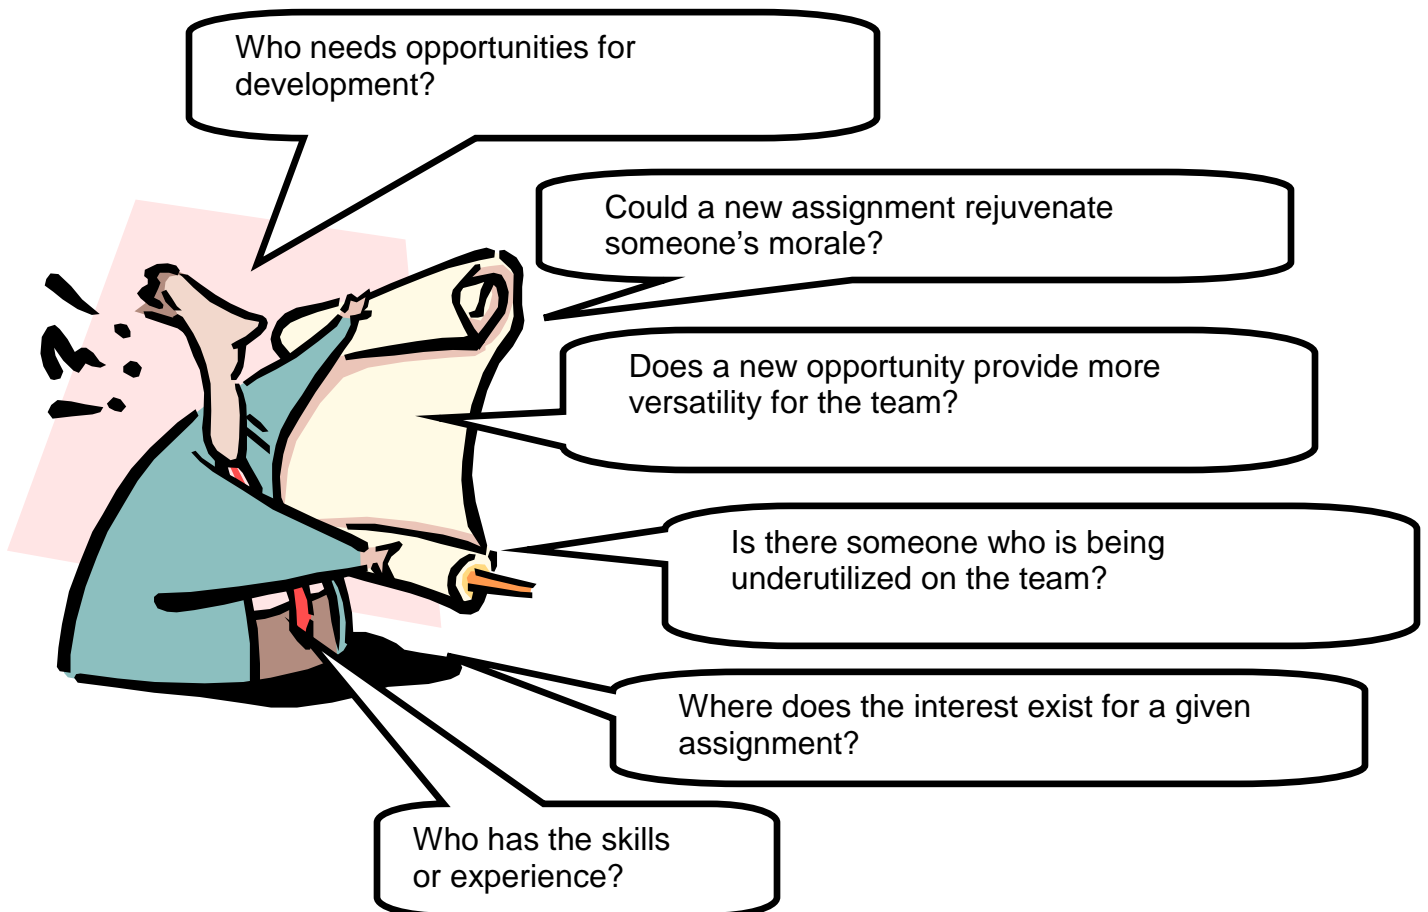 Who needs opportunities for
development?
Could a new assignment rejuvenate
someone’s morale?
Does a new opportunity provide more
versatility for the team?
Is there someone who is being
underutilized on the team?
Where does the interest exist for a given
assignment?
Who has the skills
or experience?